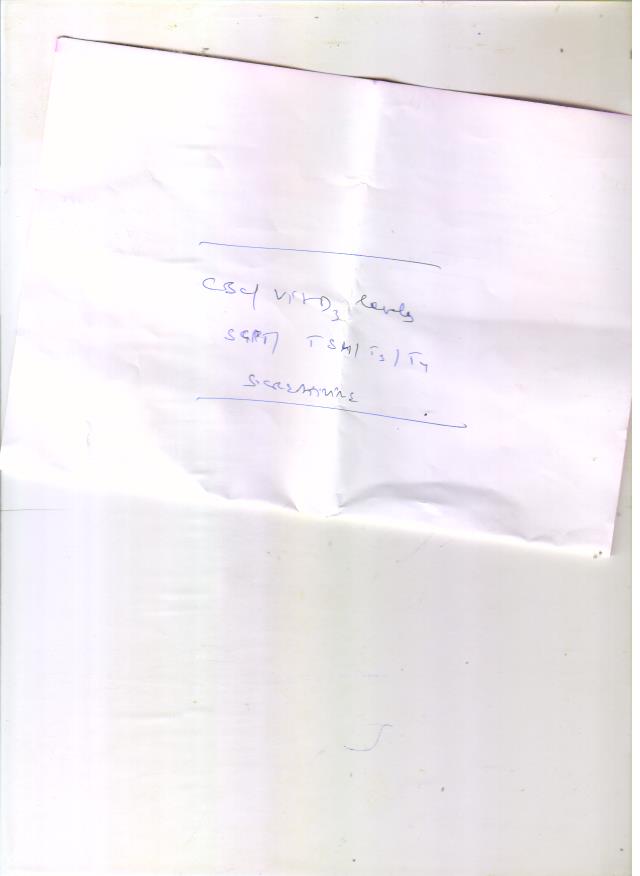 CBC/ Vit D3 levels
SGPT/ TSH/ T3/ T4
S.CREATININE